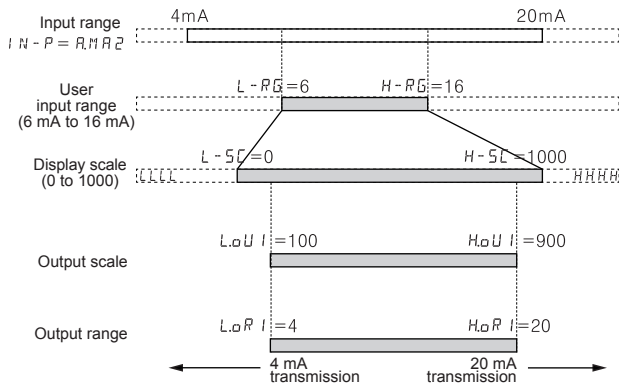 Input range
IN-P=A.MA2
4mA
20mA
User
input range
(6 mA to 16 mA)
L-RG=6
H-RG=16
Display scale
(0 to 1000)
LLLL
L-SC=0
H-SC=1000
HHHH
Output scale
L.oU1=100
H.oU1=900
Output range
L.oR1=4
H.oR1=20
4 mA
transmission
20 mA
transmission